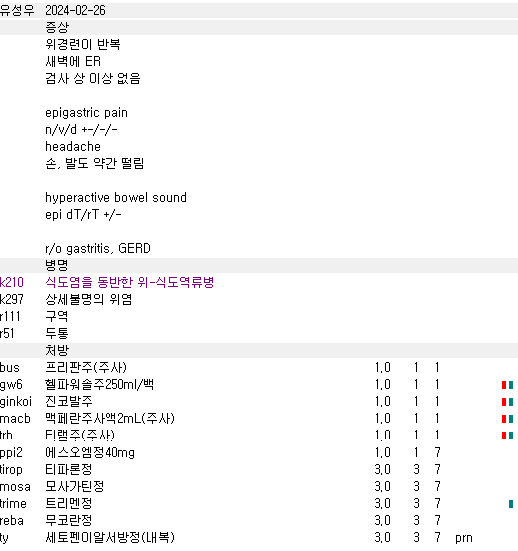 유성우 2024-02-26
증상
위경련이 반복
새벽에 ER
검사 상 이상 없음
epigastric pain
n/v/d +-/-/-
headache
손, 발도 약간 떨림
hyperactive bowel sound
epi dT/rT +/-
r/o gastritis, GERD
병명
k210 식도염을 동반한 위-식도역류병
k297 상세불명의 위염
r111 구역
r51 두통
처방
bus 프리판주(주사) 1.0 1 1
gw6 헬파워솔주250ml/백 1.0 1 1
ginkoi 진코발주 1.0 1 1
macb 맥페란주사액2mL(주사) 1.0 1 1
trh 티램주(주사) 1.0 1 1
ppi2 에스오엠정40mg 1.0 1 7
tirop 티파론정 3.0 3 7
mosa 모사가틴정 3.0 3 7
trime 트리멘정 3.0 3 7
reba 무코란정 3.0 3 7
ty 세토펜이알서방정(내복) 3.0 3 7 prn